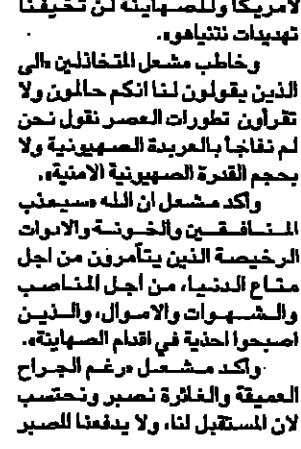 لامريكا وللصهاينة لن تخيفنا
تهديدات نتنياهو».
وخاطب مشعل المتخاذلين «الى
الذين يقولون لنا انكم حالمون ولا
تقرأون تطورات العصر نقول نحن
لم نفاجأ بالعربدة الصهيونية ولا
بحجم القدرة الصهيونية الامنية».
وأكد مشعل ان الله «سيعذب
المنافقين والخونة والادوات
الرخيصة الذين يتآمرون من اجل
متاع الدنيا، من أجل المناصب
والشهوات والاموال، والذين
اصبحوا احذية في اقدام الصهاينة».
وأكد مشعل «رغم الجراح
العميقة والغائرة نصبر ونحتسب
لان المستقبل لنا، ولا يدفعنا للصبر